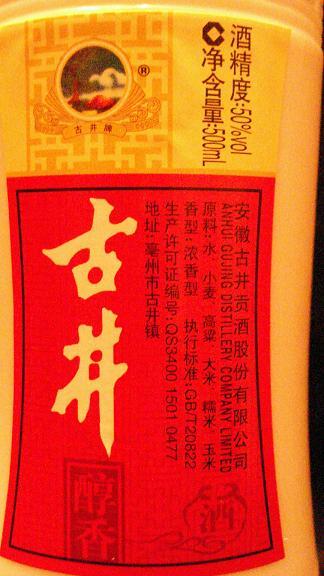 ®
古井牌
酒精度:50%vol
净含量:500mL
安徽古井贡酒股份有限公司
ANHUI GUJING DISTILLERY COMPANY LIMITED
原料:水 小麦 高粱 大米 糯米 玉米
香型:浓香型 执行标准:GB/T20822
生产许可证编号:QS3400 1501 0477
地址:亳州市古井镇
古井
醇香
酒